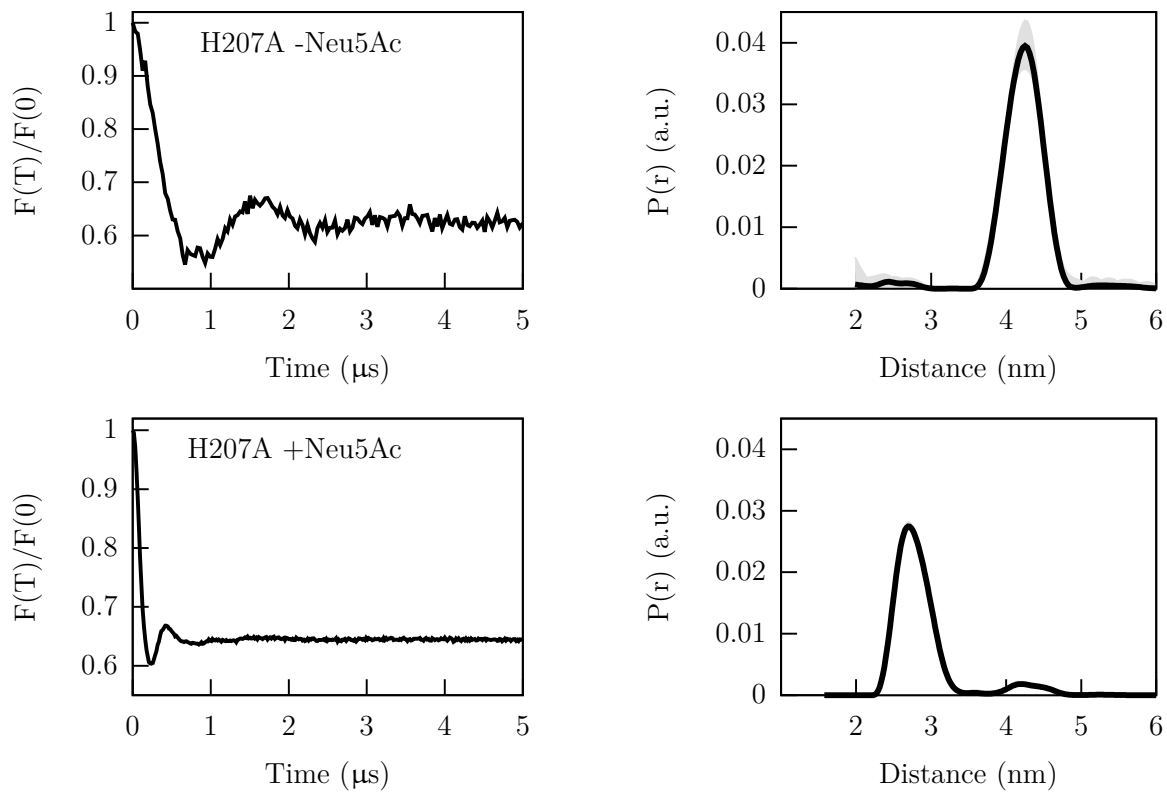 F(T)/F(0)
1
0.9
0.8
0.7
0.6
H207A -Neu5Ac
0 1 2 3 4 5
Time (μs)
P(r) (a.u.)
0.04
0.03
0.02
0.01
0
2 3 4 5 6
Distance (nm)
F(T)/F(0)
1
0.9
0.8
0.7
0.6
H207A +Neu5Ac
0 1 2 3 4 5
Time (μs)
P(r) (a.u.)
0.04
0.03
0.02
0.01
0
2 3 4 5 6
Distance (nm)